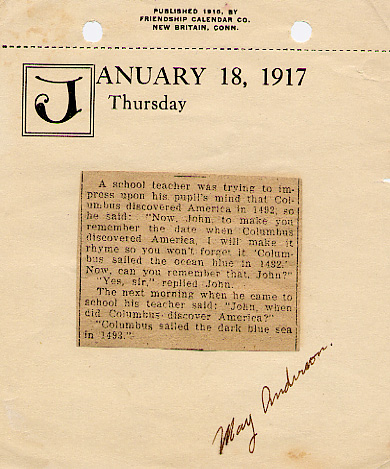 PUBLISHED 1916, BY
FRIENDSHIP CALENDAR CO.
NEW BRITAIN, CONN.
JANUARY 18, 1917
Thursday
A school teacher was trying to im-
press upon his pupil's mind that Col-
umbus discovered America in 1492, so
he said: "Now, John, to make you
remember the date when Columbus
discovered America, I will make it
rhyme so you won't forget it 'Colum-
bus sailed the ocean blue in 1492.'
Now, can you remember that, John?"
"Yes, sir," replied John.
The next morning when he came to
school his teacher said: "John, when
did Columbus discover America?"
"Columbus sailed the dark blue sea
in 1493."
May Anderson.